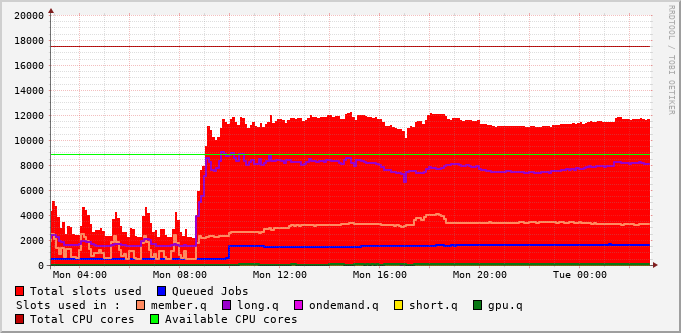 20000
18000
16000
14000
12000
10000
8000
6000
4000
2000
0
Mon 04:00 Mon 08:00 Mon 12:00 Mon 16:00 Mon 20:00 Tue 00:00
Total slots used Queued Jobs
Slots used in : member.q long.q ondemand.q short.q gpu.q
Total CPU cores Available CPU cores
RRDTOOL / TOBI OETIKER